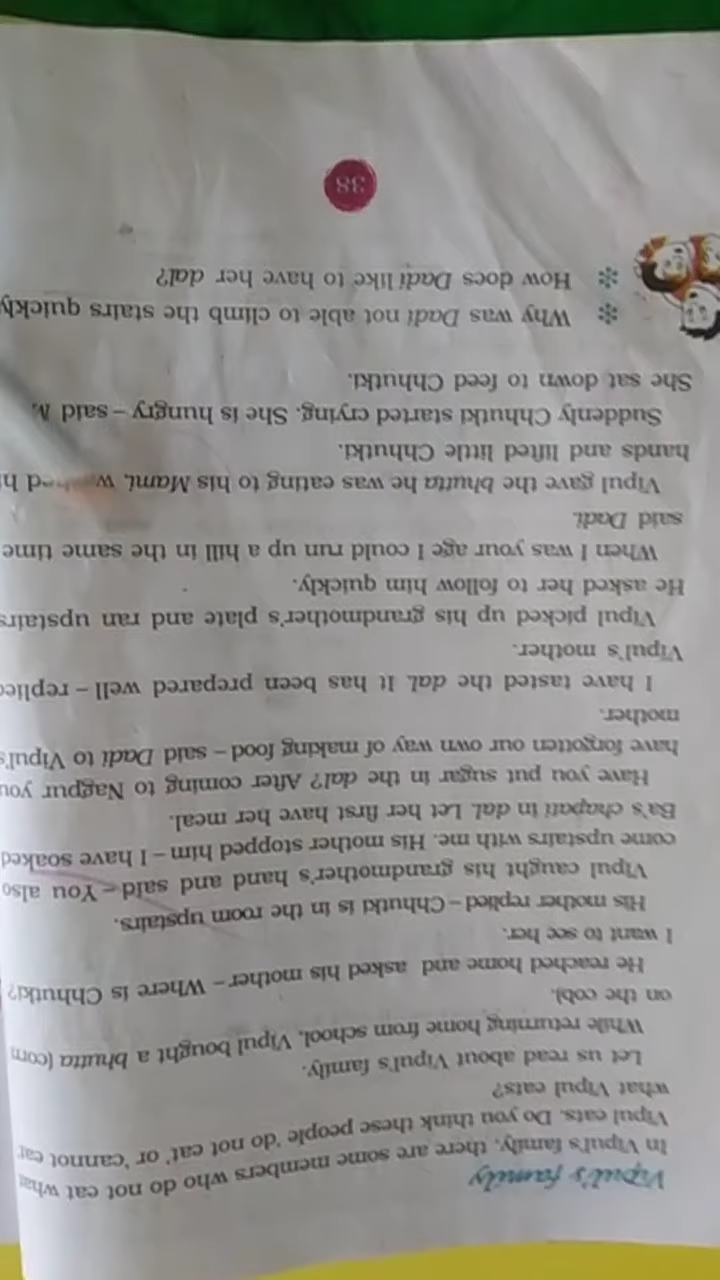 Vipul's family
In Vipul's family, there are some members who do not eat what
Vipul eats. Do you think these people 'do not eat' or 'cannot eat
what Vipul eats?
Let us read about Vipul's family.
While returning home from school, Vipul bought a bhutta (corn
on the cob).
He reached home and asked his mother – Where is Chhutki?
I want to see her.
His mother replied – Chhutki is in the room upstairs.
Vipul caught his grandmother's hand and said – You also
come upstairs with me. His mother stopped him – I have soaked
Ba's chapati in dal. Let her first have her meal.
Have you put sugar in the dal? After coming to Nagpur you
have forgotten our own way of making food – said Dadi to Vipul's
mother.
I have tasted the dal. It has been prepared well – replied
Vipul's mother.
Vipul picked up his grandmother's plate and ran upstairs
He asked her to follow him quickly.
When I was your age I could run up a hill in the same time
said Dadi.
Vipul gave the bhutta he was eating to his Mami,
hands and lifted little Chhutki.
Suddenly Chhutki started crying. She is hungry – said
She sat down to feed Chhutki.
✻ Why was Dadi not able to climb the stairs quickly
✻ How does Dadi like to have her dal?
38